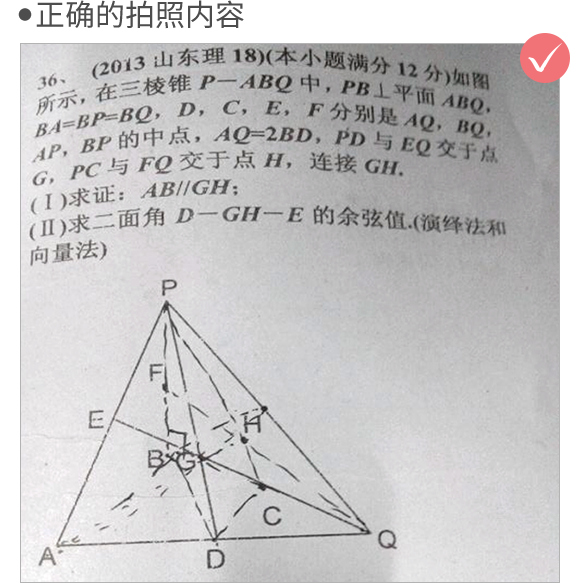 ●正确的拍照内容
36、 (2013 山东理 18)(本小题满分 12 分)如图
所示，在三棱锥 P－ABQ 中，PB⊥平面 ABQ，
BA=BP=BQ，D，C，E，F 分别是 AQ，BQ，
AP，BP 的中点，AQ=2BD，PD 与 EQ 交于点
G，PC 与 FQ 交于点 H，连接 GH.
(Ⅰ)求证：AB//GH；
(Ⅱ)求二面角 D－GH－E 的余弦值.(演绎法和
向量法)
P
F
E
H
B G
C
Q
A
D